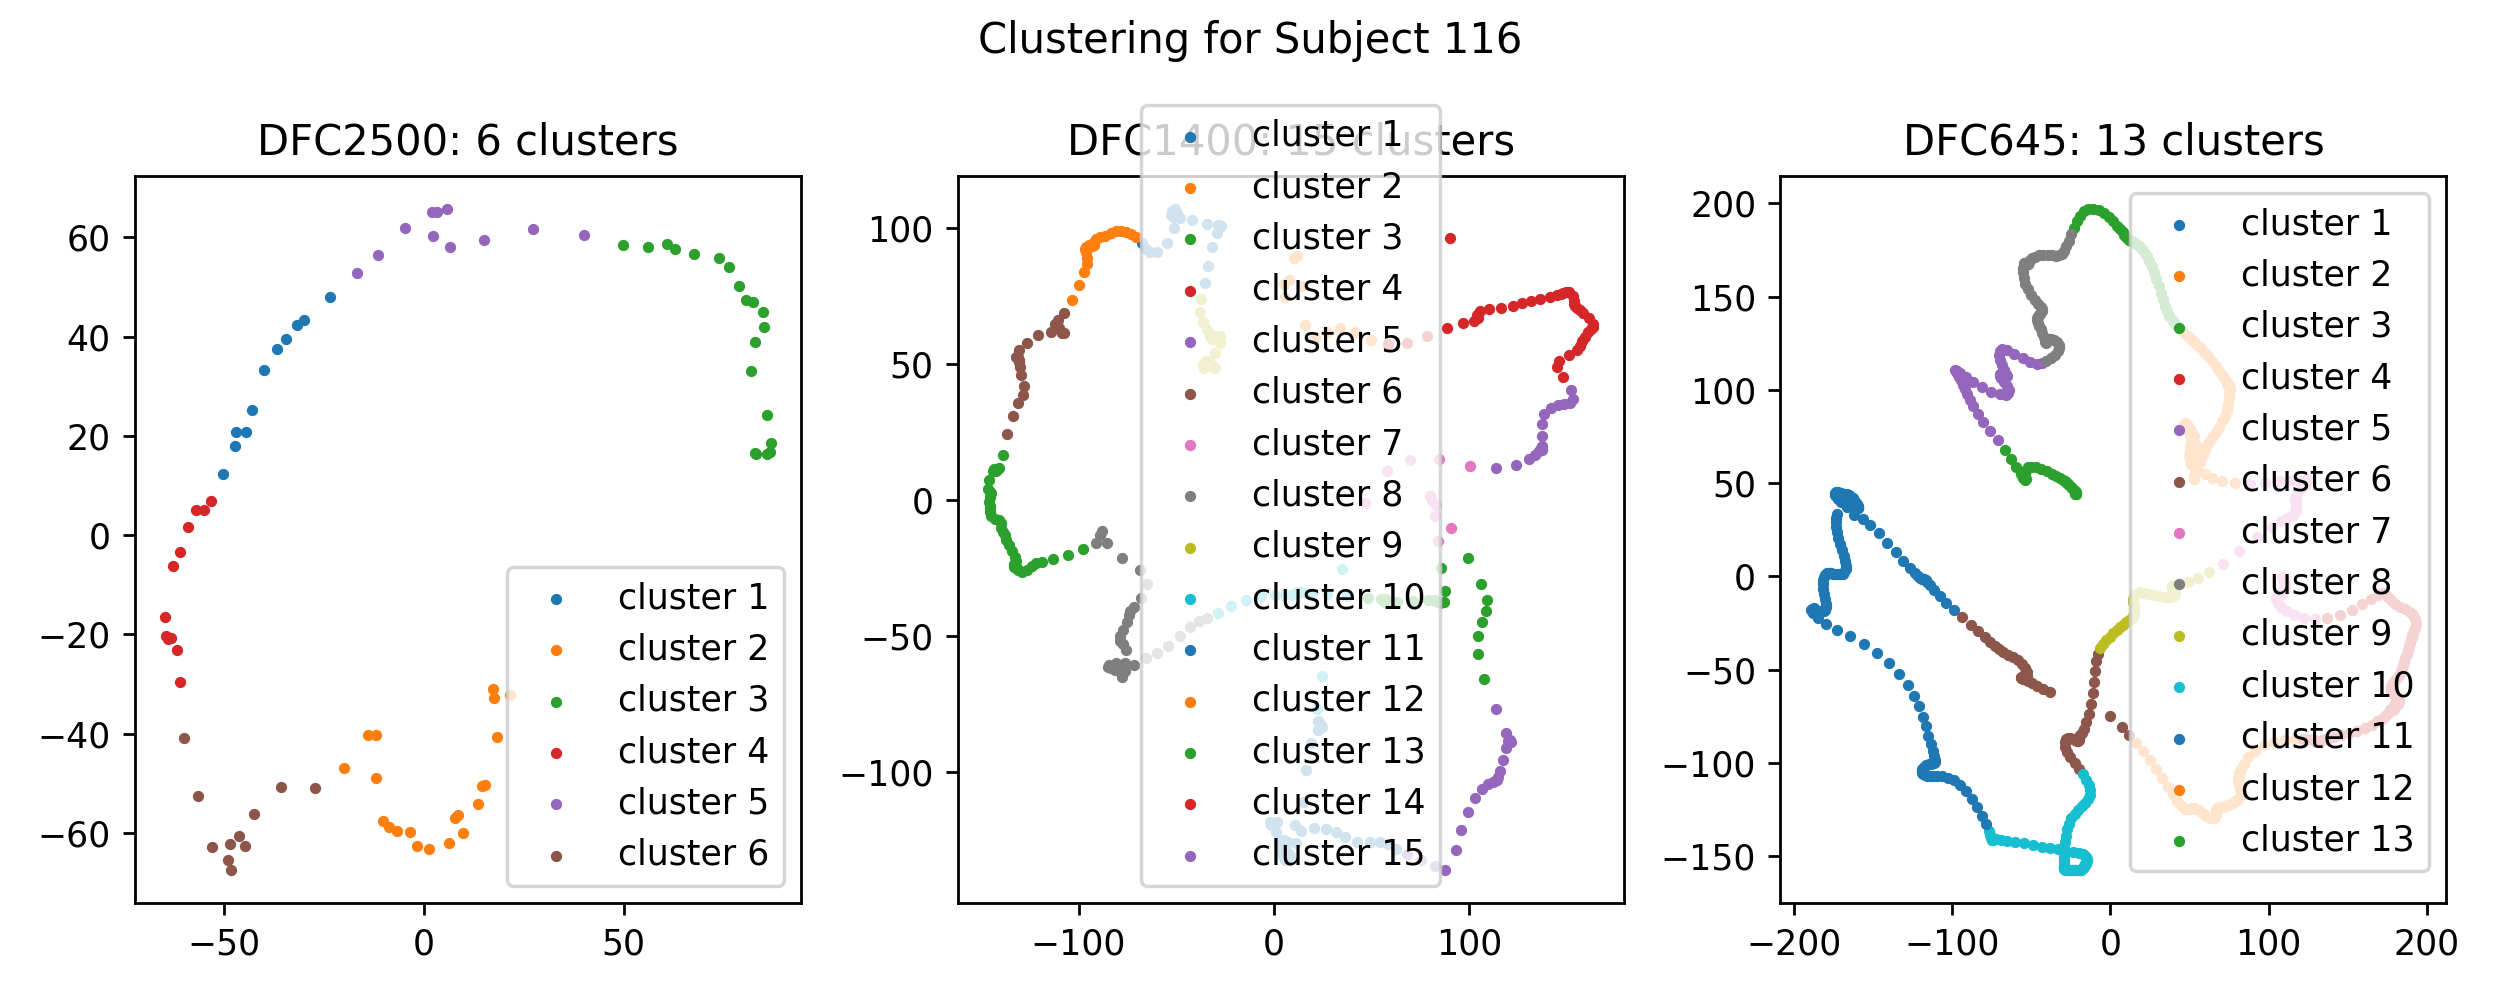 Clustering for Subject 116
DFC2500: 6 clusters
60
40
20
0
−20
−40
−60
−50
0
50
cluster 1
cluster 2
cluster 3
cluster 4
cluster 5
cluster 6
DFC1400: 15 clusters
100
50
0
−50
−100
−100
0
100
cluster 1
cluster 2
cluster 3
cluster 4
cluster 5
cluster 6
cluster 7
cluster 8
cluster 9
cluster 10
cluster 11
cluster 12
cluster 13
cluster 14
cluster 15
DFC645: 13 clusters
200
150
100
50
0
−50
−100
−150
−200
−100
0
100
200
cluster 1
cluster 2
cluster 3
cluster 4
cluster 5
cluster 6
cluster 7
cluster 8
cluster 9
cluster 10
cluster 11
cluster 12
cluster 13